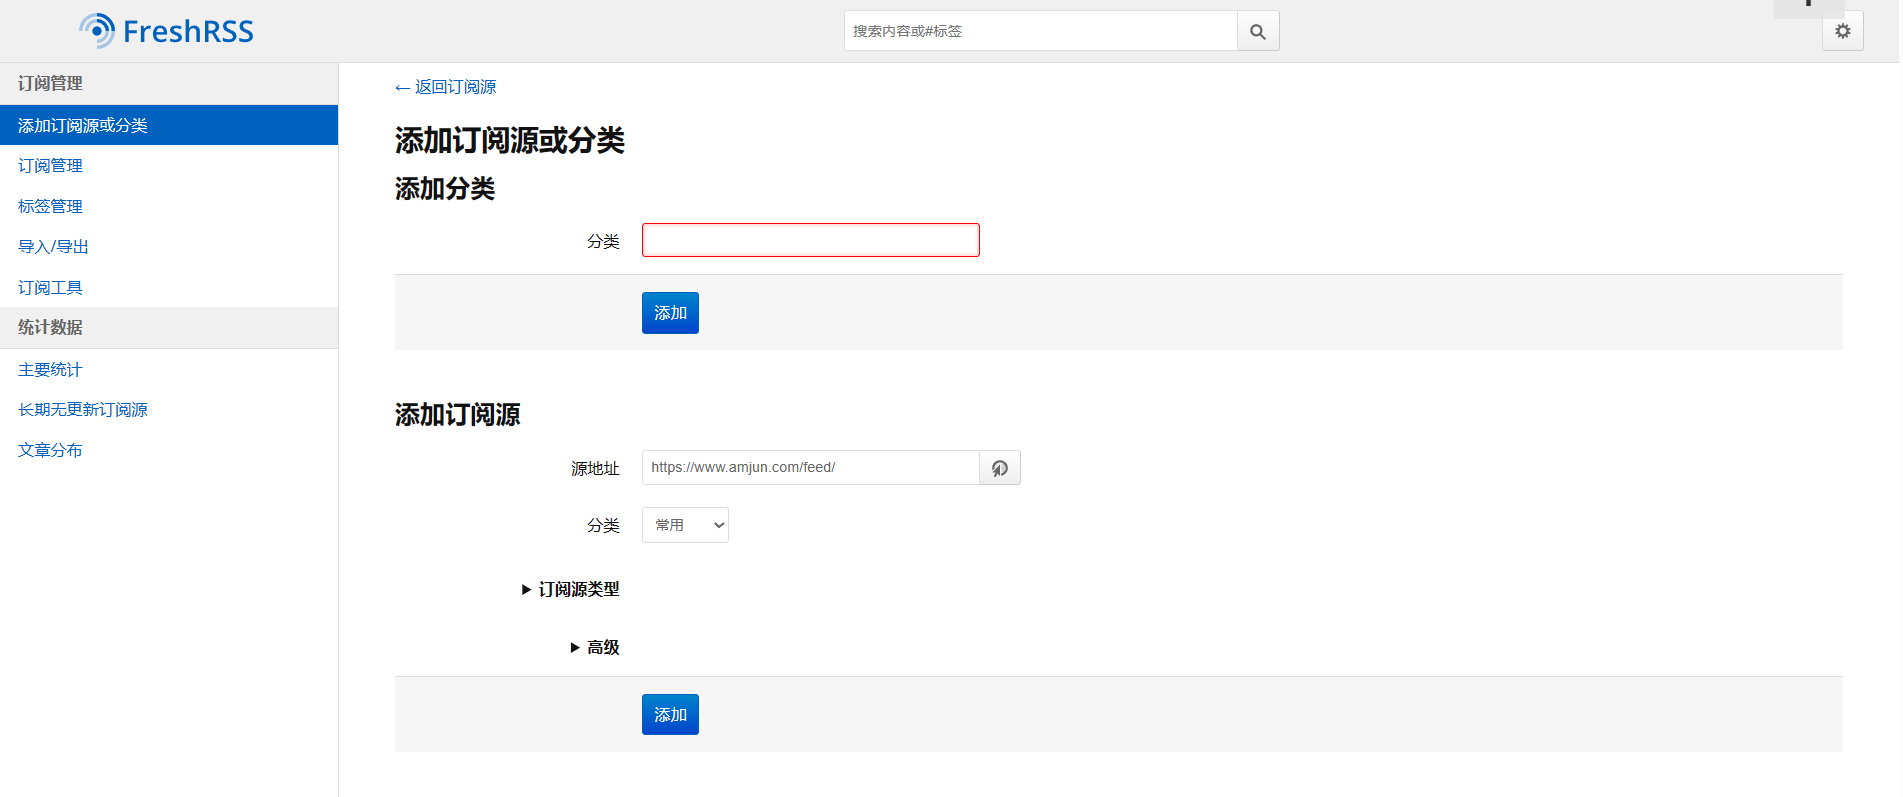 FreshRSS
搜索内容或#标签
订阅管理
添加订阅源或分类
订阅管理
标签管理
导入/导出
订阅工具
统计数据
主要统计
长期无更新订阅源
文章分布
← 返回订阅源
添加订阅源或分类
添加分类
分类
添加
添加订阅源
源地址 https://www.amjun.com/feed/
分类 常用
▶ 订阅源类型
▶ 高级
添加